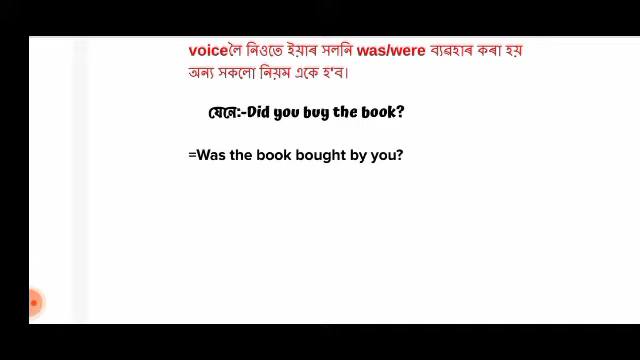 voiceলৈ নিওতে ইয়াৰ সলনি was/were ব্যৱহাৰ কৰা হয়
অন্য সকলো নিয়ম একে হ'ব।
যেনে:-Did you buy the book?
=Was the book bought by you?